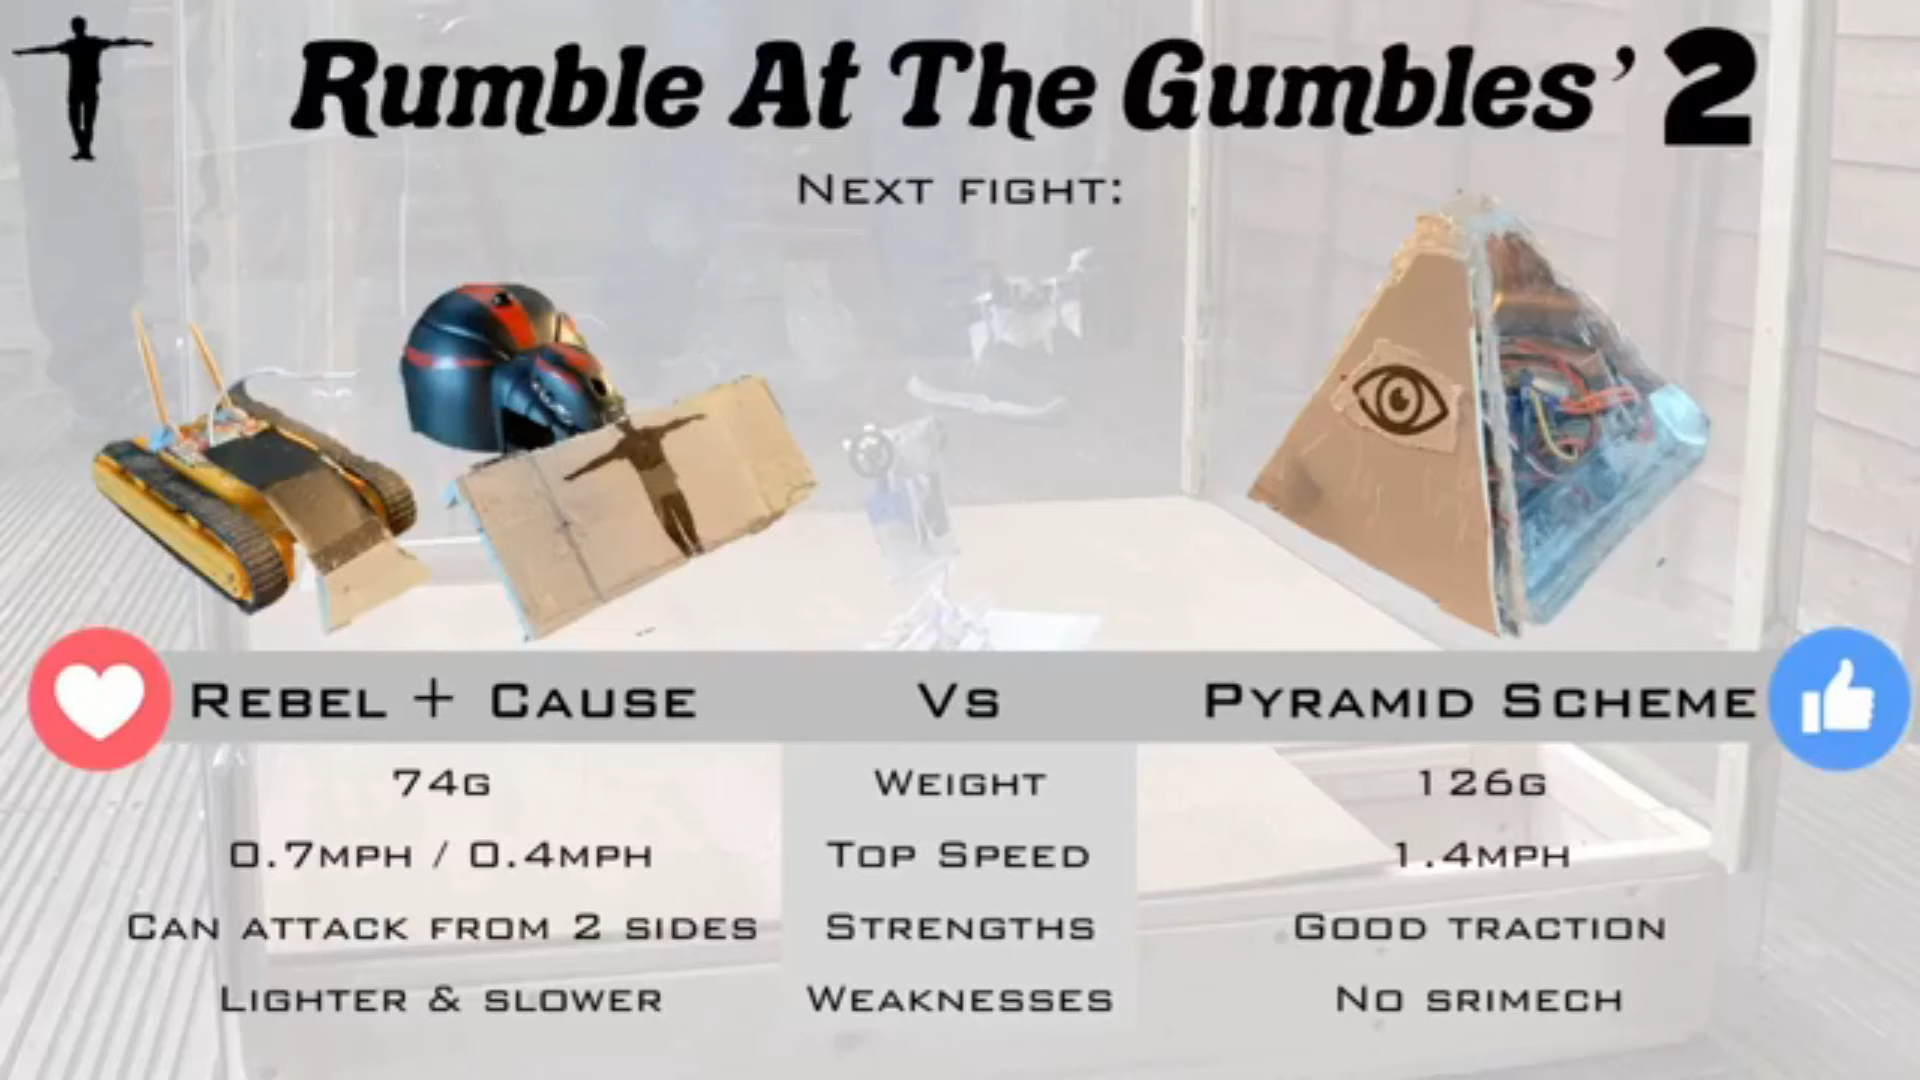 Rumble At The Gumbles' 2
Next fight:
Rebel + Cause Vs Pyramid Scheme
74g Weight 126g
0.7mph / 0.4mph Top Speed 1.4mph
Can attack from 2 sides Strengths Good traction
Lighter & slower Weaknesses No srimech